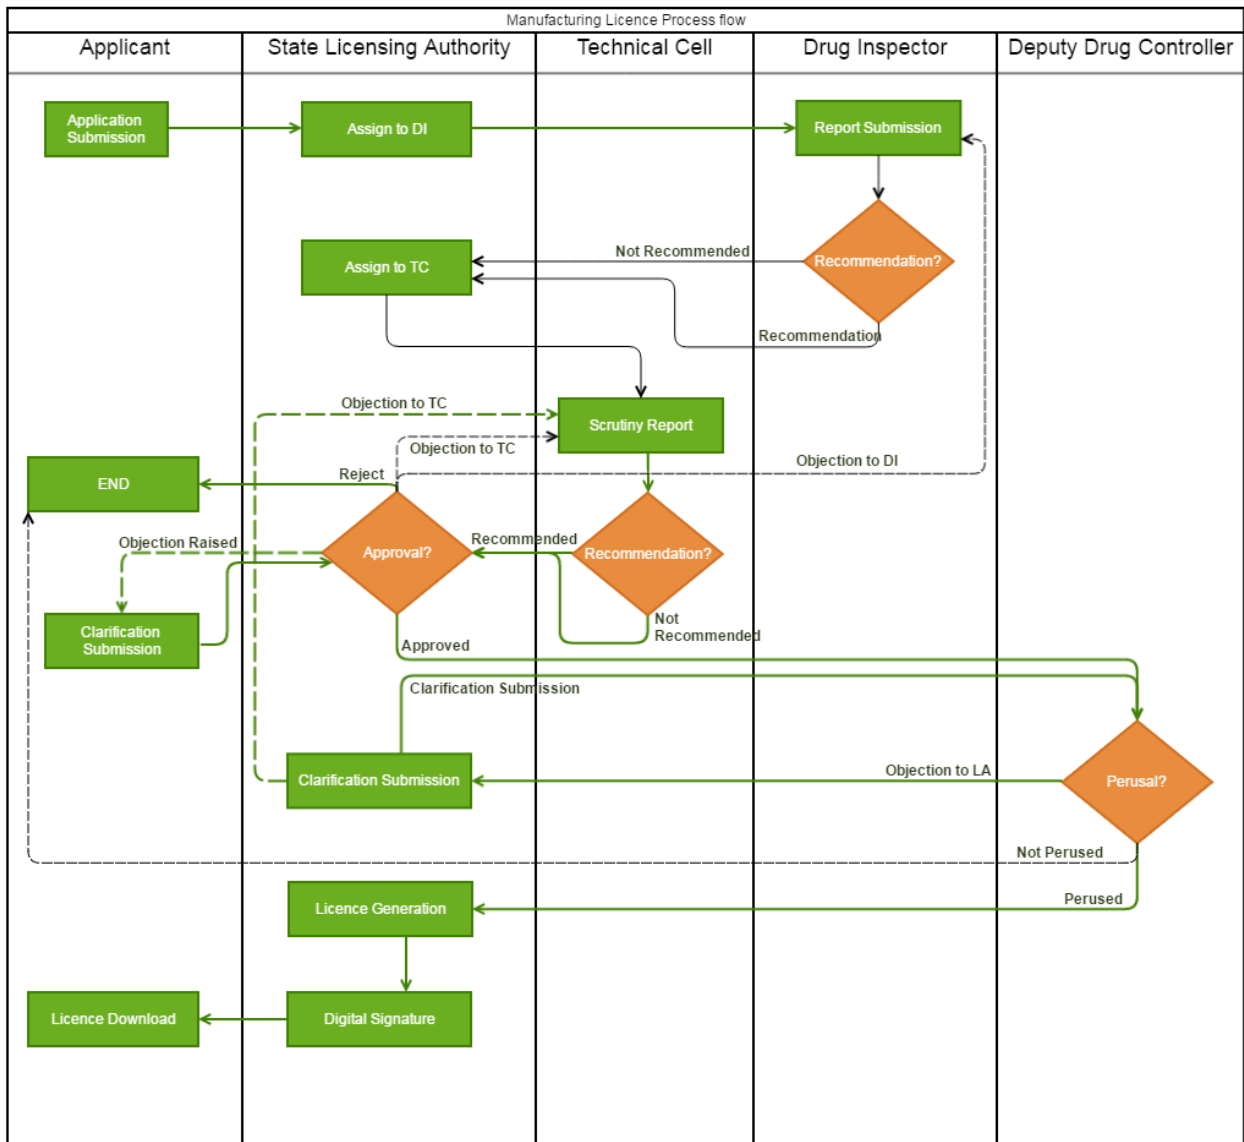 Manufacturing Licence Process flow
Applicant
State Licensing Authority
Technical Cell
Drug Inspector
Deputy Drug Controller
Application
Submission
Assign to DI
Report Submission
Not Recommended
Assign to TC
Recommendation?
Recommendation
Objection to TC
Scrutiny Report
Objection to TC
Objection to DI
Reject
END
Objection Raised
Approval?
Recommended
Recommendation?
Not
Recommended
Clarification
Submission
Approved
Clarification Submission
Clarification Submission
Objection to LA
Perusal?
Not Perused
Perused
Licence Generation
Licence Download
Digital Signature